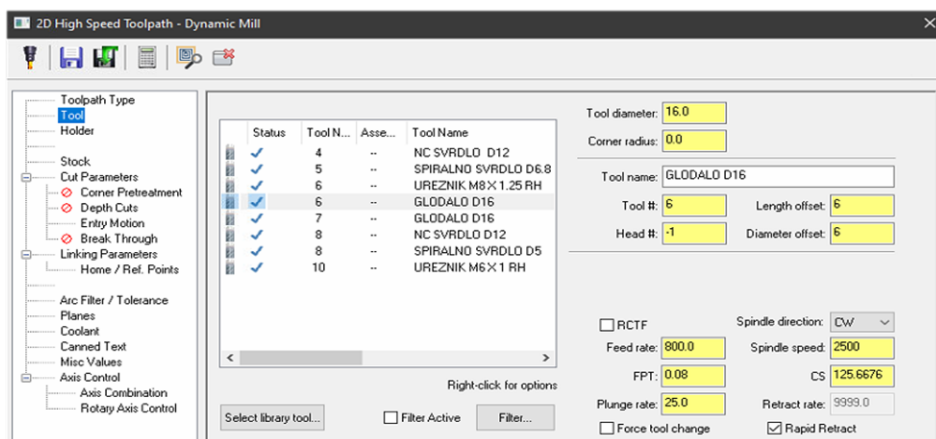 2D High Speed Toolpath - Dynamic Mill
Toolpath Type
Tool
Holder
Stock
Cut Parameters
Corner Pretreatment
Depth Cuts
Entry Motion
Break Through
Linking Parameters
Home / Ref. Points
Arc Filter / Tolerance
Planes
Coolant
Canned Text
Misc Values
Axis Control
Axis Combination
Rotary Axis Control
Status Tool N... Asse... Tool Name
4 -- NC SVRDLO D12
5 -- SPIRALNO SVRDLO D6.8
6 -- UREZNIK M8X1.25 RH
6 -- GLODALO D16
7 -- GLODALO D16
8 -- NC SVRDLO D12
8 -- SPIRALNO SVRDLO D5
10 -- UREZNIK M6X1 RH
Right-click for options
Select library tool...
Filter Active
Filter...
Tool diameter: 16.0
Corner radius: 0.0
Tool name: GLODALO D16
Tool #: 6 Length offset: 6
Head #: -1 Diameter offset: 6
RCTF Spindle direction: CW
Feed rate: 800.0 Spindle speed: 2500
FPT: 0.08 CS 125.6676
Plunge rate: 25.0 Retract rate: 9999.0
Force tool change Rapid Retract